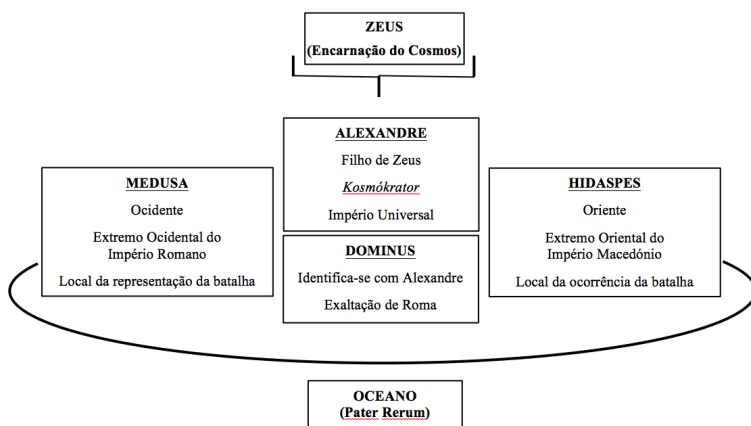 ZEUS
(Encarnação do Cosmos)
ALEXANDRE
Filho de Zeus
Kosmókrator
Império Universal
MEDUSA
Ocidente
Extremo Ocidental do
Império Romano
Local da representação da batalha
DOMINUS
Identifica-se com Alexandre
Exaltação de Roma
HIDASPES
Oriente
Extremo Oriental do
Império Macedónio
Local da ocorrência da batalha
OCEANO
(Pater Rerum)